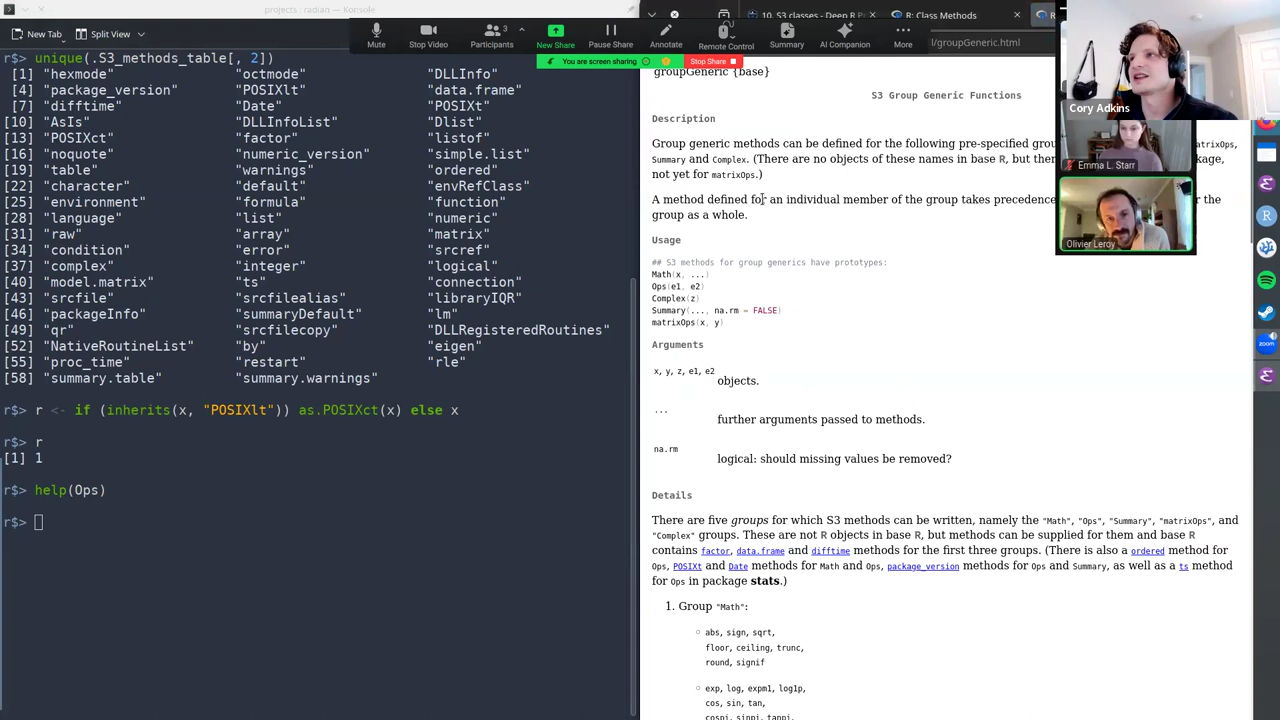 projects : radian — Konsole
New Tab
Split View
r$> unique(.S3_methods_table[, 2])
"hexmode" "octmode" "DLLInfo"
[4] "package_version" "POSIXlt" "data.frame"
[7] "difftime" "Date" "POSIXt"
[10] "AsIs" "DLLInfoList" "Dlist"
[13] "POSIXct" "factor" "listof"
[16] "noquote" "numeric_version" "simple.list"
[19] "table" "warnings" "ordered"
[22] "character" "default" "envRefClass"
[25] "environment" "formula" "function"
[28] "language" "list" "numeric"
[31] "raw" "array" "matrix"
[34] "condition" "error" "srcref"
[37] "complex" "integer" "logical"
[40] "model.matrix" "ts" "connection"
[43] "srcfile" "srcfilealias" "libraryIQR"
[46] "packageInfo" "summaryDefault" "lm"
[49] "qr" "srcfilecopy" "DLLRegisteredRoutines"
[52] "NativeRoutineList" "by" "eigen"
[55] "proc_time" "restart" "rle"
[58] "summary.table" "summary.warnings"
r$> r <- if (inherits(x, "POSIXlt")) as.POSIXct(x) else x
r$> r
[1] 1
r$> help(Ops)
r$>
10. S3 classes - Deep R
R: Class Methods
Mute
Stop Video
Participants 3
New Share
Pause Share
Annotate
Remote Control
Summary
AI Companion
More
l/groupGeneric.html
You are screen sharing
Stop Share
groupGeneric {base}
S3 Group Generic Functions
Description
Group generic methods can be defined for the following pre-specified grou
atrixOps,
Summary and Complex. (There are no objects of these names in base R, but ther
kage,
not yet for matrixOps.)
A method defined for an individual member of the group takes precedence
r the
group as a whole.
Usage
## S3 methods for group generics have prototypes:
Math(x, ...)
Ops(e1, e2)
Complex(z)
Summary(..., na.rm = FALSE)
matrixOps(x, y)
Arguments
x, y, z, e1, e2
objects.
...
further arguments passed to methods.
na.rm
logical: should missing values be removed?
Details
There are five groups for which S3 methods can be written, namely the "Math", "Ops", "Summary", "matrixOps", and
"Complex" groups. These are not R objects in base R, but methods can be supplied for them and base R
contains factor, data.frame and difftime methods for the first three groups. (There is also a ordered method for
Ops, POSIXt and Date methods for Math and Ops, package_version methods for Ops and Summary, as well as a ts method
for Ops in package stats.)
1. Group "Math":
abs, sign, sqrt,
floor, ceiling, trunc,
round, signif
exp, log, expm1, log1p,
cos, sin, tan,
cospi, sinpi, tanpi,
Cory Adkins
Emma L. Starr
Olivier Leroy
zoom